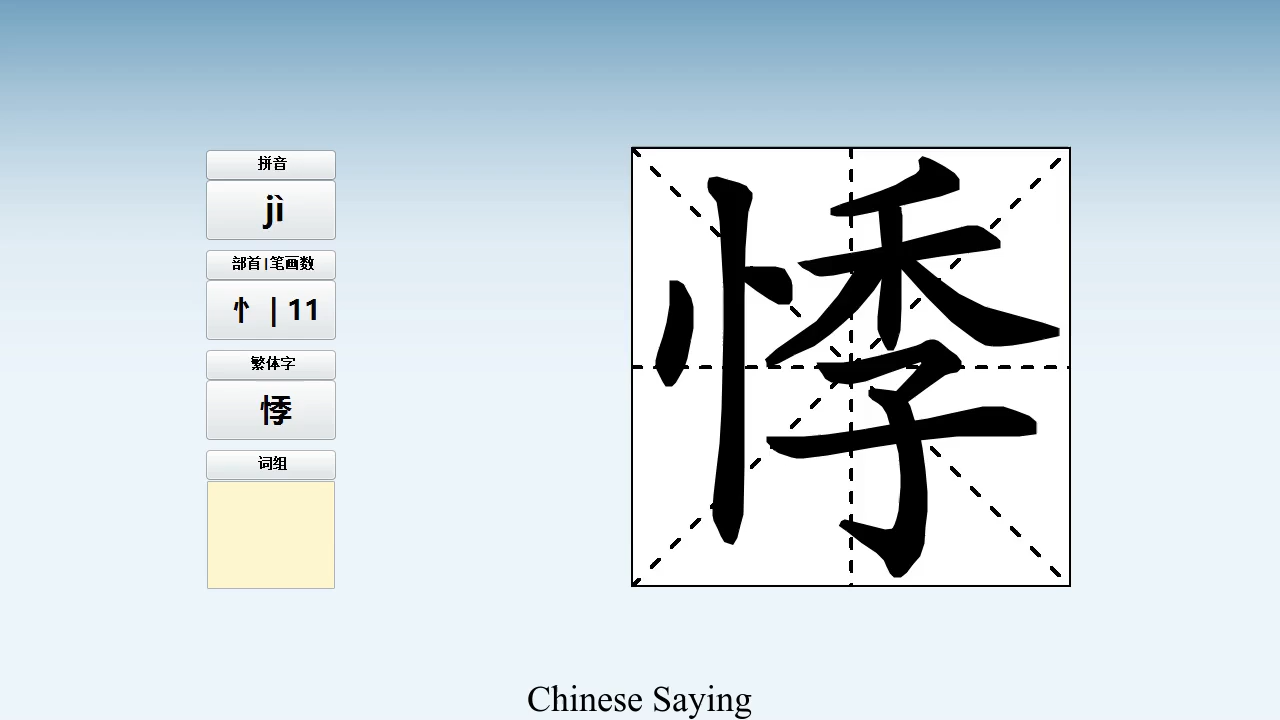 拼音
jì
部首|笔画数
忄 | 11
繁体字
悸
词组
悸
Chinese Saying